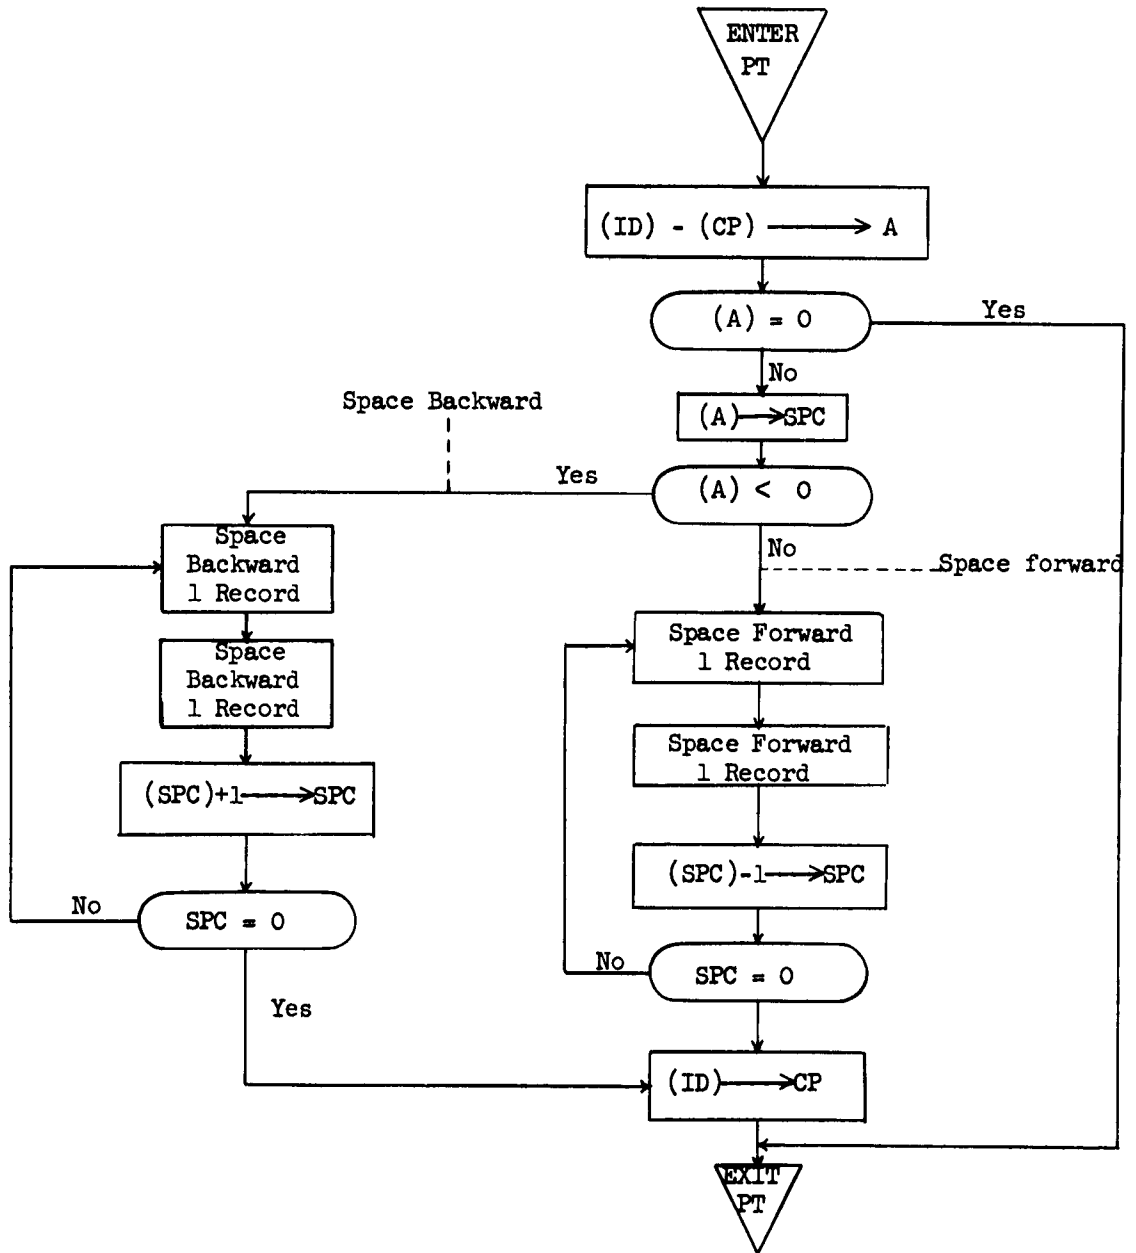 ENTER
PT
(ID) - (CP) ⟶ A
(A) = 0
Yes
No
(A)⟶SPC
Space Backward
Yes
(A) < 0
No
Space forward
Space
Backward
1 Record
Space
Backward
1 Record
(SPC)+1⟶SPC
No
SPC = 0
Yes
Space Forward
1 Record
Space Forward
1 Record
(SPC)-1⟶SPC
No
SPC = 0
(ID)⟶CP
EXIT
PT